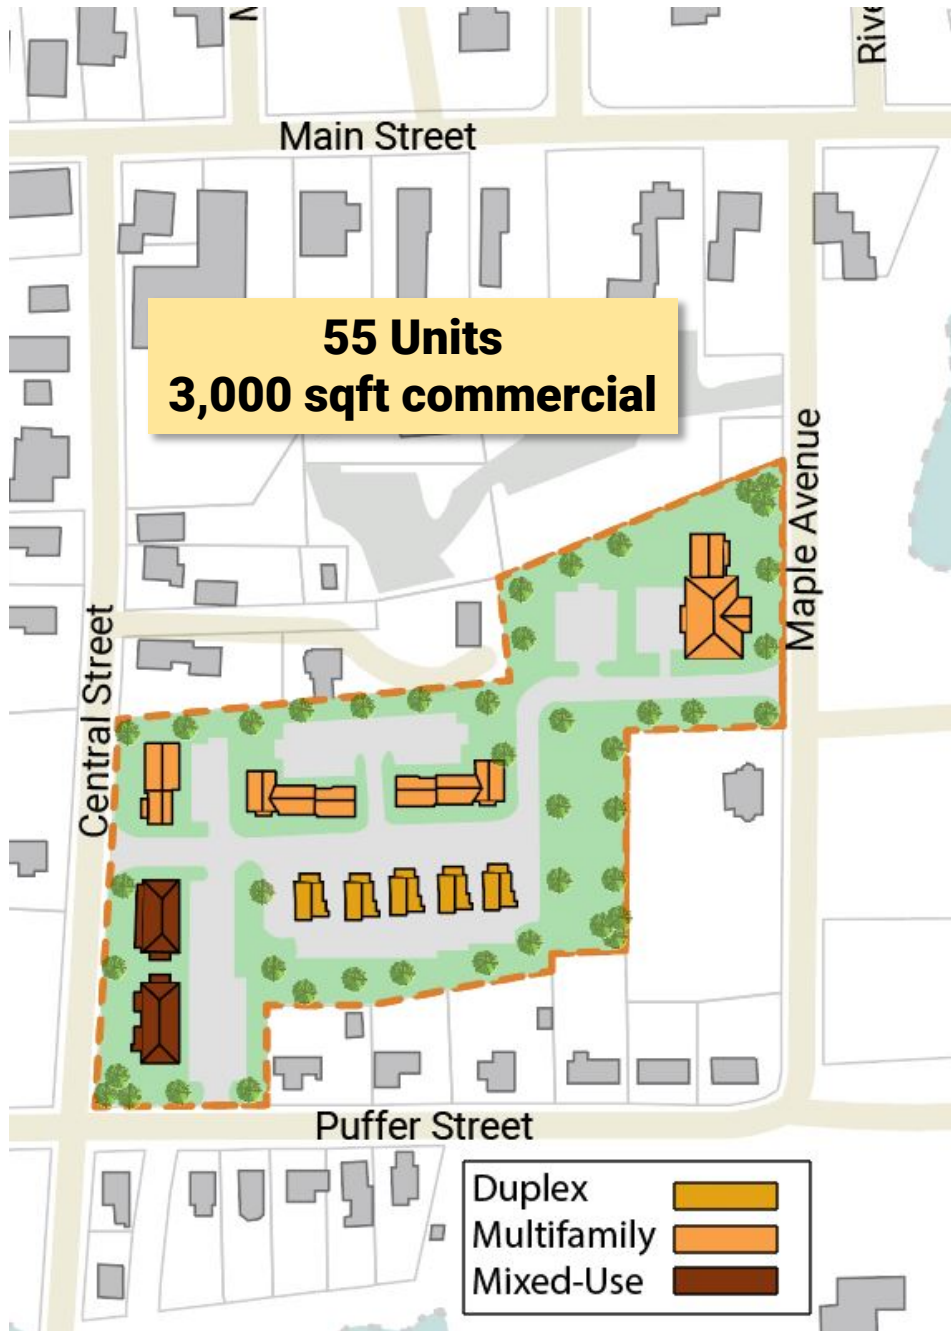 Main Street
55 Units
3,000 sqft commercial
Maple Avenue
Central Street
Puffer Street
Duplex
Multifamily
Mixed-Use